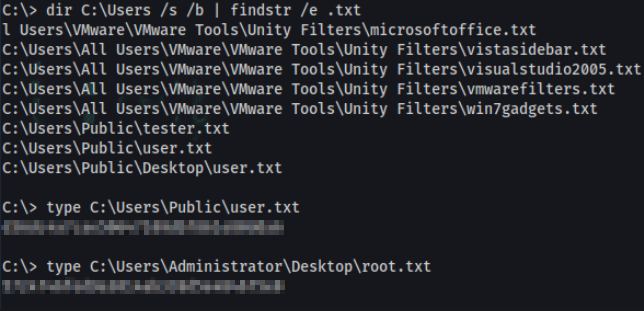 C:\> dir C:\Users /s /b | findstr /e .txt
l Users\VMware\VMware Tools\Unity Filters\microsoftoffice.txt
C:\Users\All Users\VMware\VMware Tools\Unity Filters\vistasidebar.txt
C:\Users\All Users\VMware\VMware Tools\Unity Filters\visualstudio2005.txt
C:\Users\All Users\VMware\VMware Tools\Unity Filters\vmwarefilters.txt
C:\Users\All Users\VMware\VMware Tools\Unity Filters\win7gadgets.txt
C:\Users\Public\tester.txt
C:\Users\Public\user.txt
C:\Users\Public\Desktop\user.txt
C:\> type C:\Users\Public\user.txt
C:\> type C:\Users\Administrator\Desktop\root.txt